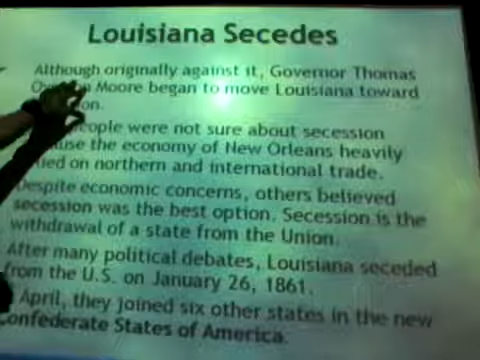 Louisiana Secedes
Although originally against it, Governor Thomas
Moore began to move Louisiana toward
people were not sure about secession
the economy of New Orleans heavily
on northern and international trade.
Despite economic concerns, others believed
secession was the best option. Secession is the
withdrawal of a state from the Union.
After many political debates, Louisiana seceded
from the U.S. on January 26, 1861.
April, they joined six other states in the new
Confederate States of America.